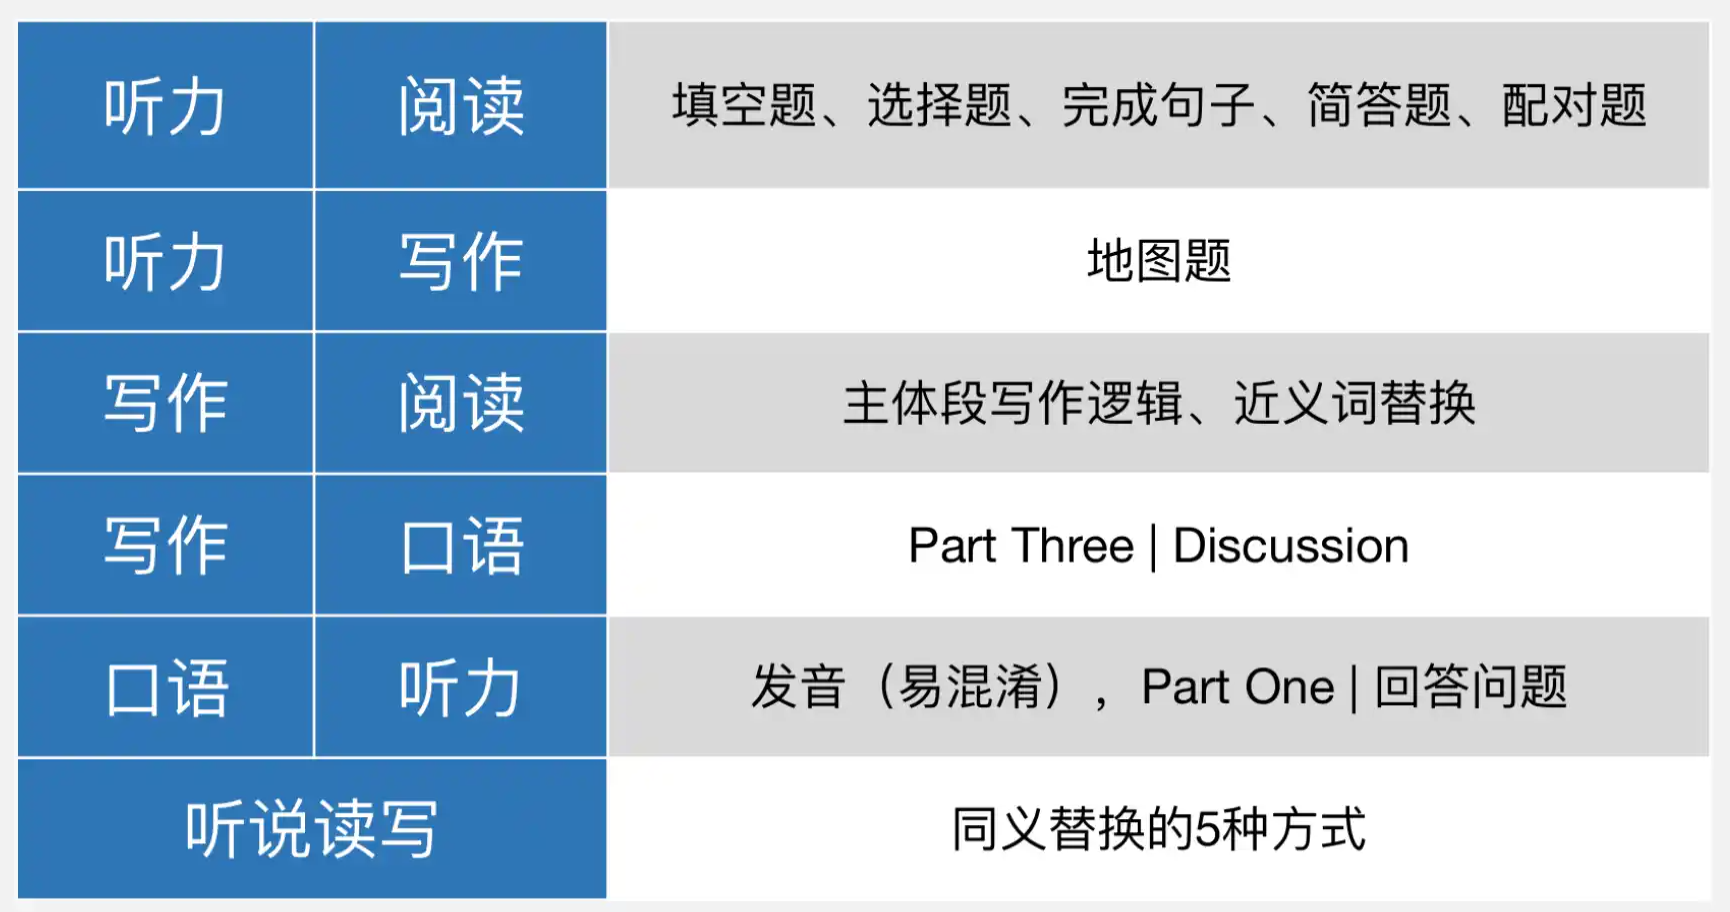 听力 阅读 填空题、选择题、完成句子、简答题、配对题
听力 写作 地图题
写作 阅读 主体段写作逻辑、近义词替换
写作 口语 Part Three | Discussion
口语 听力 发音（易混淆），Part One | 回答问题
听说读写 同义替换的5种方式